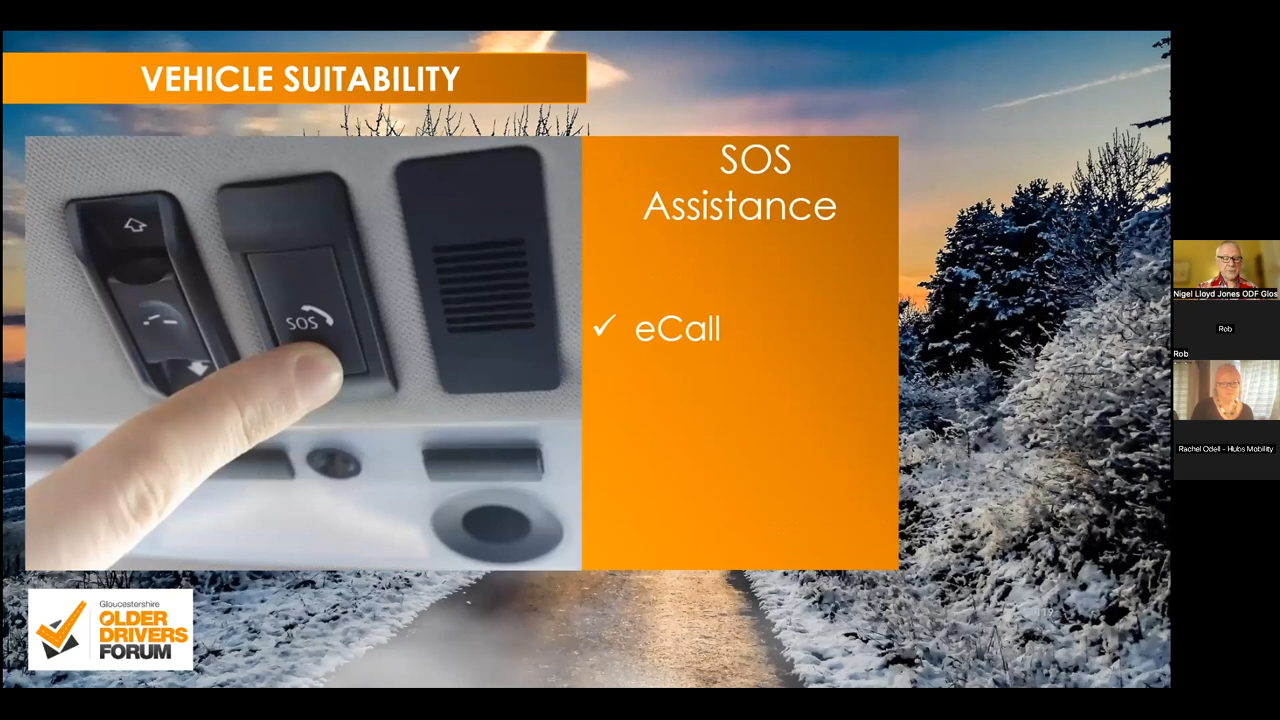 VEHICLE SUITABILITY
SOS
Assistance
✓ eCall
SOS
Gloucestershire
OLDER
DRIVERS
FORUM
Nigel Lloyd Jones ODF Glos
Rob
Rob
Rachel Odell - Hubs Mobility